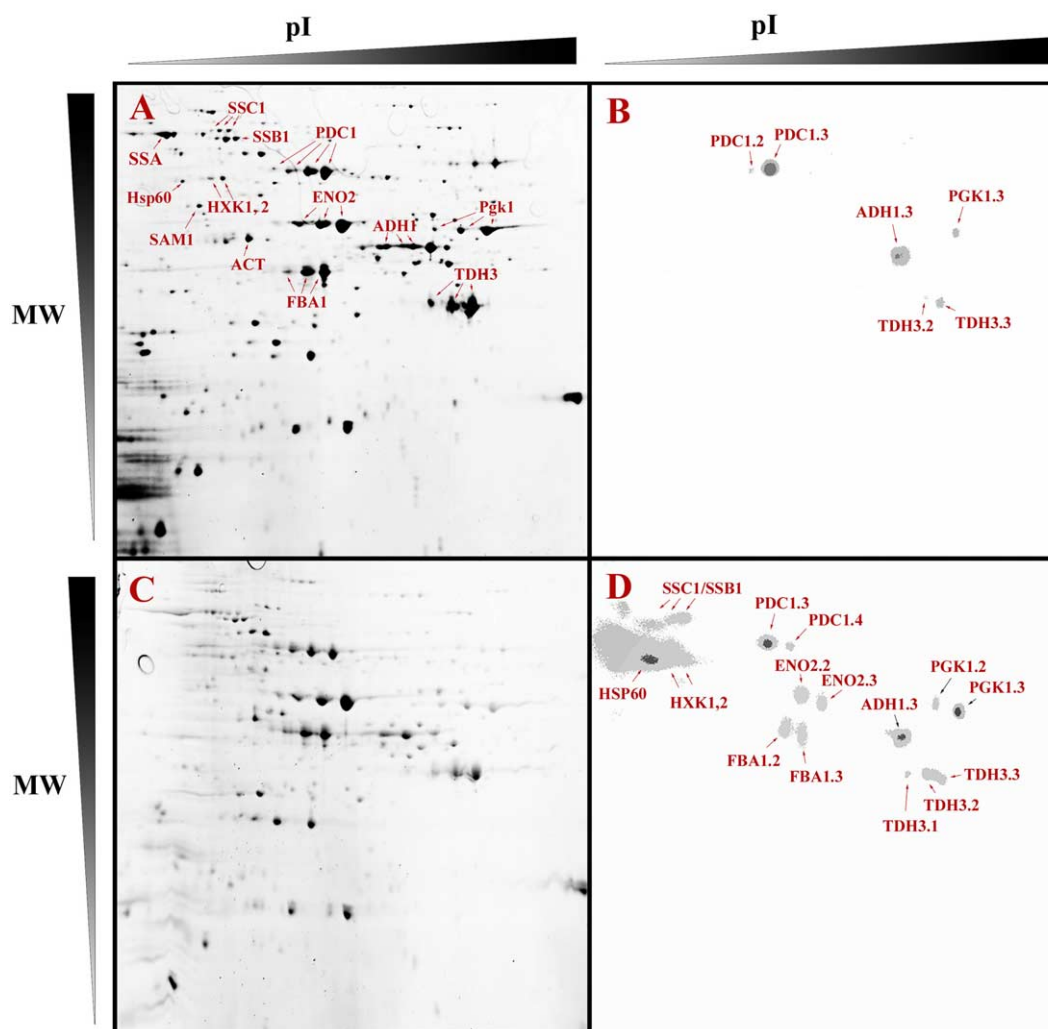 pI
pI
MW
A
SSC1
SSB1
PDC1
SSA
Hsp60
HXK1, 2
SAM1
ACT
ENO2
ADH1
Pgk1
FBA1
TDH3
B
PDC1.2
PDC1.3
ADH1.3
PGK1.3
TDH3.2
TDH3.3
MW
C
D
SSC1/SSB1
PDC1.3
PDC1.4
HSP60
HXK1,2
ENO2.2
ENO2.3
PGK1.2
PGK1.3
ADH1.3
FBA1.2
FBA1.3
TDH3.3
TDH3.2
TDH3.1